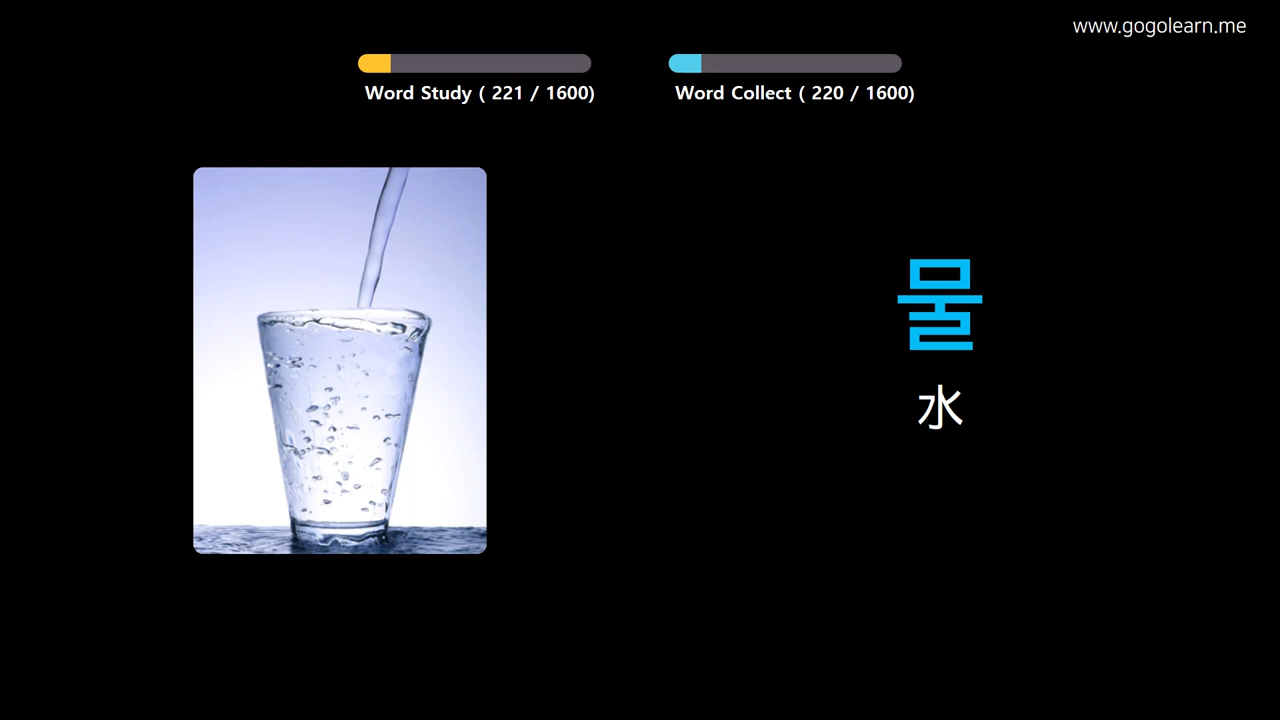 www.gogolearn.me
Word Study ( 221 / 1600)
Word Collect ( 220 / 1600)
물
水